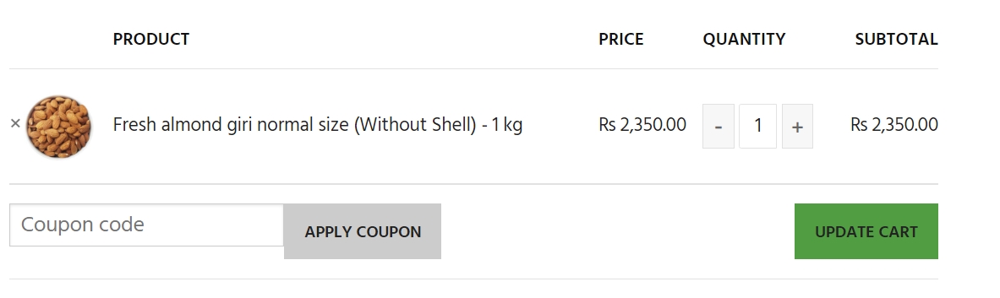 PRODUCT PRICE QUANTITY SUBTOTAL
× Fresh almond giri normal size (Without Shell) - 1 kg Rs 2,350.00 - 1 + Rs 2,350.00
Coupon code APPLY COUPON UPDATE CART